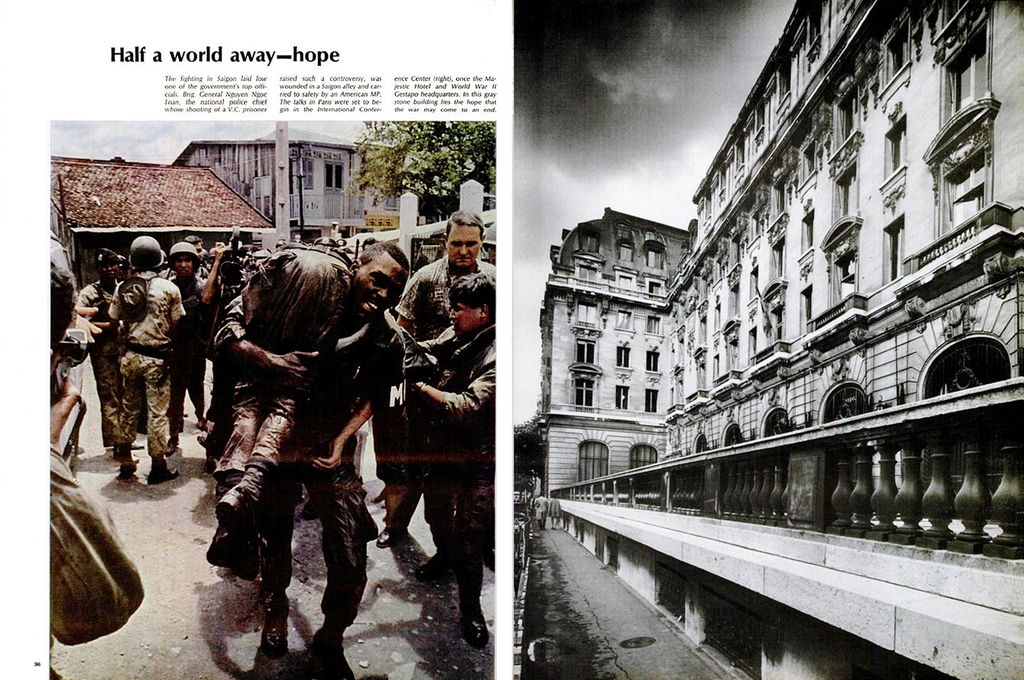 Half a world away—hope
The fighting in Saigon laid low
one of the government's top offi-
cials. Brig. General Nguyen Ngoc
Loan, the national police chief
whose shooting of a V.C. prisoner
raised such a controversy, was
wounded in a Saigon alley and car-
ried to safety by an American MP.
The talks in Paris were set to be-
gin in the International Confer-
ence Center (right), once the Ma-
jestic Hotel and World War II
Gestapo headquarters. In this gray
stone building lies the hope that
the war may come to an end.
M
36